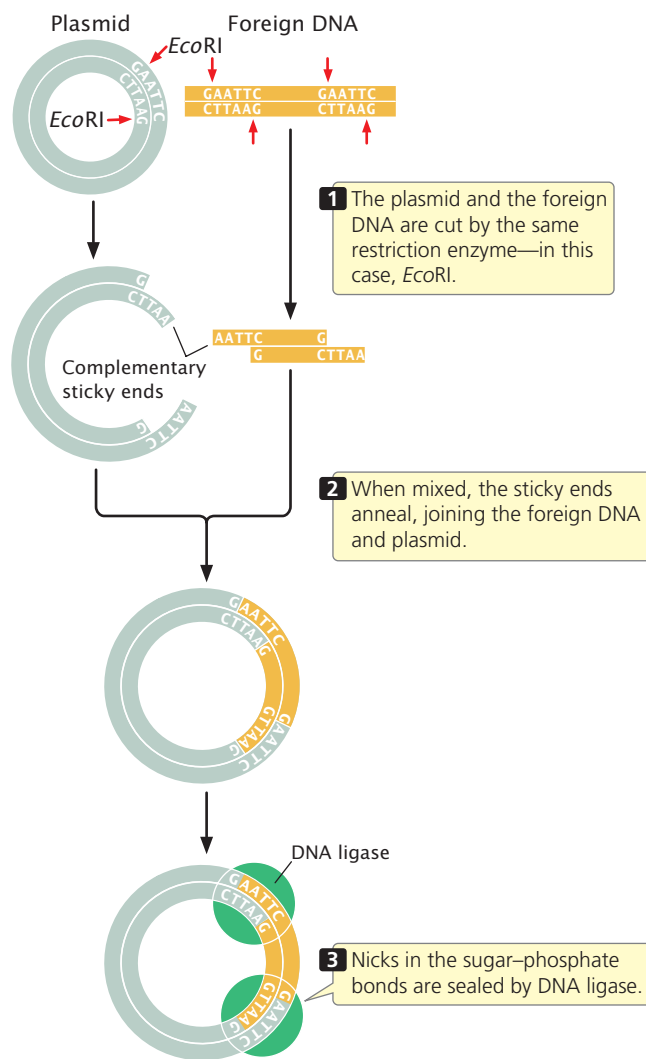 Plasmid
Foreign DNA
EcoRI
GAATTC
CTTAAG
EcoRI
GAATTC GAATTC
CTTAAG CTTAAG
1 The plasmid and the foreign
DNA are cut by the same
restriction enzyme—in this
case, EcoRI.
G
CTTAA
AATTC G
G CTTAA
Complementary
sticky ends
G
AATTC
2 When mixed, the sticky ends
anneal, joining the foreign DNA
and plasmid.
GAATTC
CTTAAG
GTTAAG
GAATTC
DNA ligase
GAATTC
CTTAAG
GTTAAG
GAATTC
3 Nicks in the sugar–phosphate
bonds are sealed by DNA ligase.